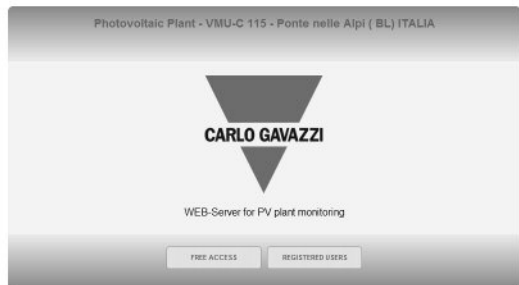 Photovoltaic Plant - VMU-C 115 - Ponte nelle Alpi ( BL) ITALIA
CARLO GAVAZZI
WEB-Server for PV plant monitoring
FREE ACCESS
REGISTERED USERS